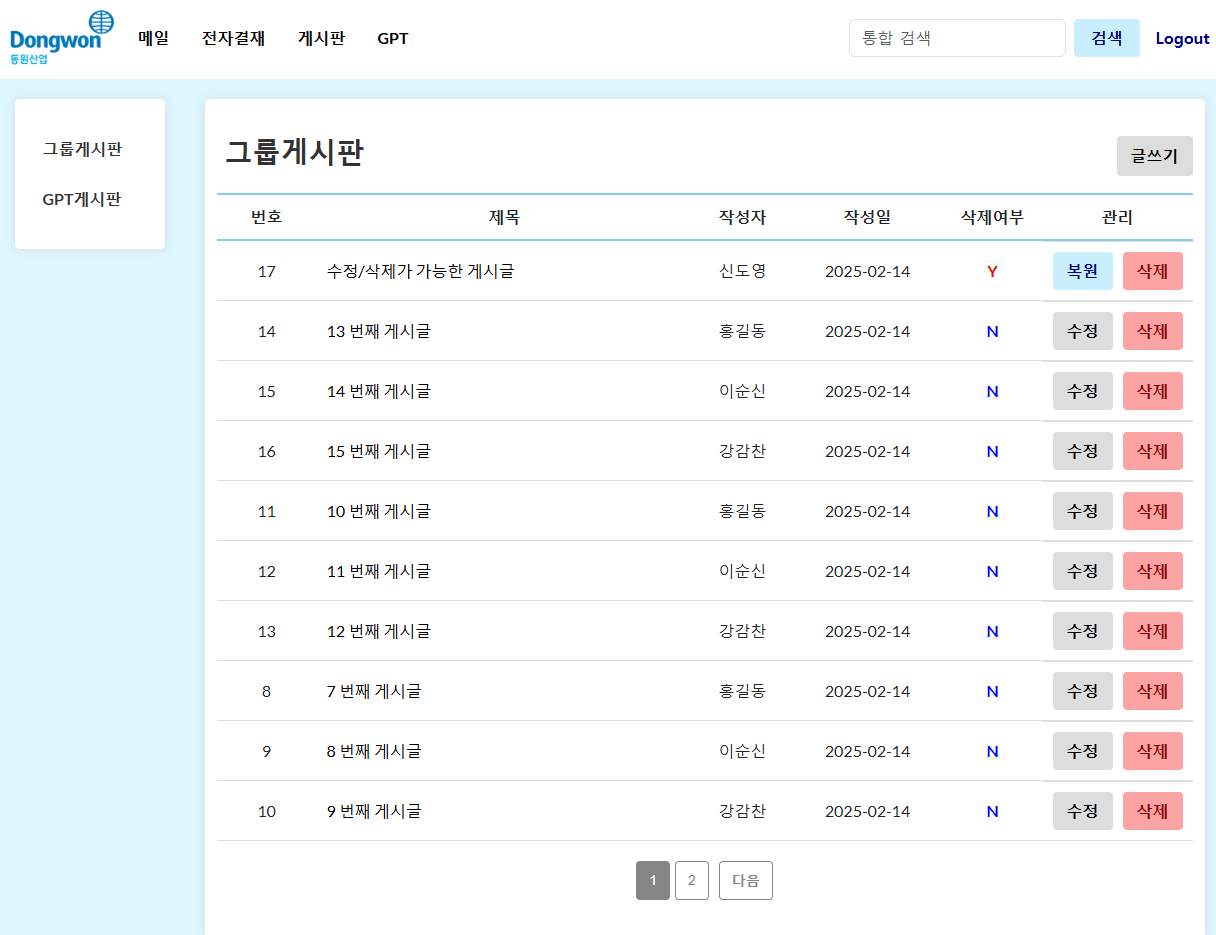 Dongwon
동원산업
메일 전자결재 게시판 GPT 통합 검색 검색 Logout
그룹게시판
GPT게시판
그룹게시판
글쓰기
번호 제목 작성자 작성일 삭제여부 관리
17 수정/삭제가 가능한 게시글 신도영 2025-02-14 Y 복원 삭제
14 13 번째 게시글 홍길동 2025-02-14 N 수정 삭제
15 14 번째 게시글 이순신 2025-02-14 N 수정 삭제
16 15 번째 게시글 강감찬 2025-02-14 N 수정 삭제
11 10 번째 게시글 홍길동 2025-02-14 N 수정 삭제
12 11 번째 게시글 이순신 2025-02-14 N 수정 삭제
13 12 번째 게시글 강감찬 2025-02-14 N 수정 삭제
8 7 번째 게시글 홍길동 2025-02-14 N 수정 삭제
9 8 번째 게시글 이순신 2025-02-14 N 수정 삭제
10 9 번째 게시글 강감찬 2025-02-14 N 수정 삭제
1 2 다음